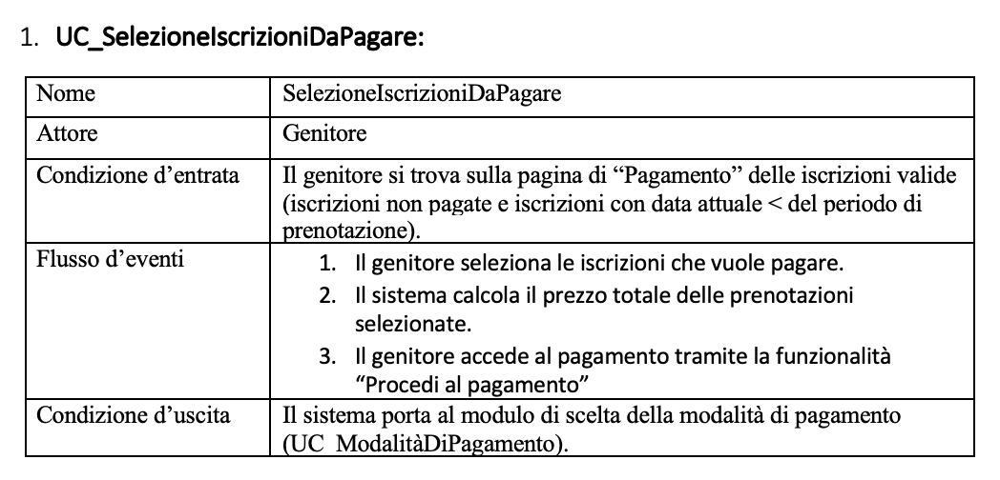 1. UC_SelezioneIscrizioniDaPagare:
Nome
SelezioneIscrizioniDaPagare
Attore
Genitore
Condizione d’entrata
Il genitore si trova sulla pagina di “Pagamento” delle iscrizioni valide
(iscrizioni non pagate e iscrizioni con data attuale < del periodo di
prenotazione).
Flusso d’eventi
1. Il genitore seleziona le iscrizioni che vuole pagare.
2. Il sistema calcola il prezzo totale delle prenotazioni
selezionate.
3. Il genitore accede al pagamento tramite la funzionalità
“Procedi al pagamento”
Condizione d’uscita
Il sistema porta al modulo di scelta della modalità di pagamento
(UC_ModalitàDiPagamento).